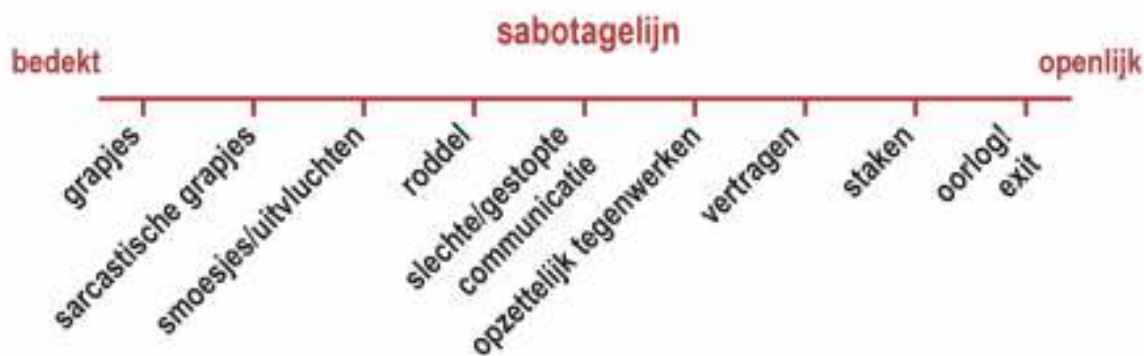 sabotagelijn
bedekt
openlijk
grapjes
sarcastische grapjes
smoesjes/uitvluchten
roddel
slechte/gestopte
communicatie
opzettelijk tegenwerken
vertragen
staken
oorlog!
exit